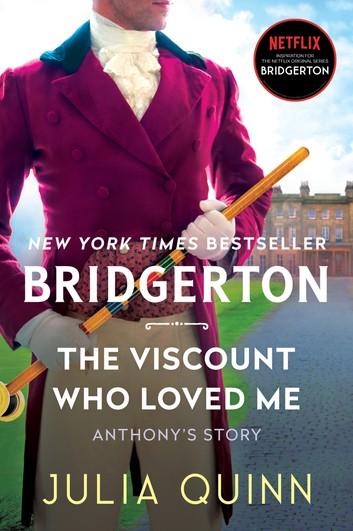 NETFLIX
INSPIRATION FOR
THE NETFLIX ORIGINAL SERIES
BRIDGERTON
NEW YORK TIMES BESTSELLER
BRIDGERTON
THE VISCOUNT
WHO LOVED ME
ANTHONY'S STORY
JULIA QUINN